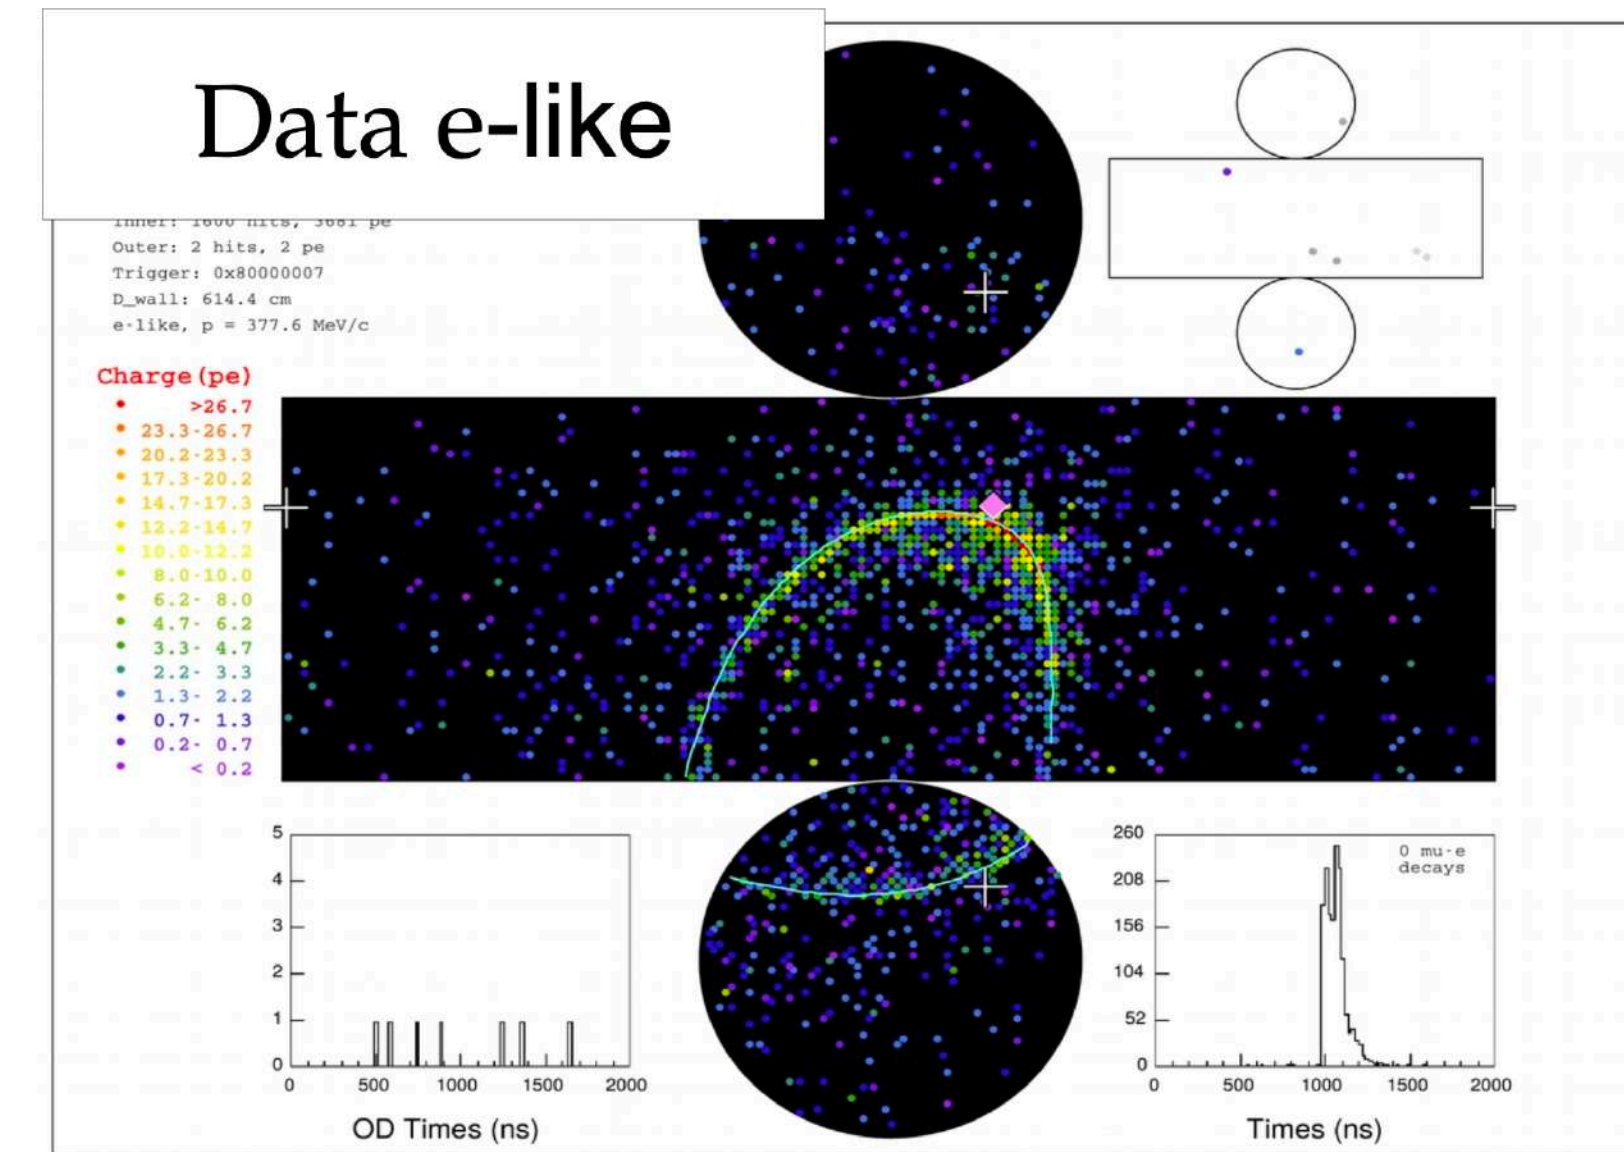 Data e-like
Inner: 1600 hits, 3681 pe
Outer: 2 hits, 2 pe
Trigger: 0x80000007
D_wall: 614.4 cm
e-like, p = 377.6 MeV/c
Charge(pe)
>26.7
23.3-26.7
20.2-23.3
17.3-20.2
14.7-17.3
12.2-14.7
10.0-12.2
8.0-10.0
6.2- 8.0
4.7- 6.2
3.3- 4.7
2.2- 3.3
1.3- 2.2
0.7- 1.3
0.2- 0.7
< 0.2
5
4
3
2
1
0
0 500 1000 1500 2000
OD Times (ns)
260
208
156
104
52
0
0 mu-e
decays
0 500 1000 1500 2000
Times (ns)